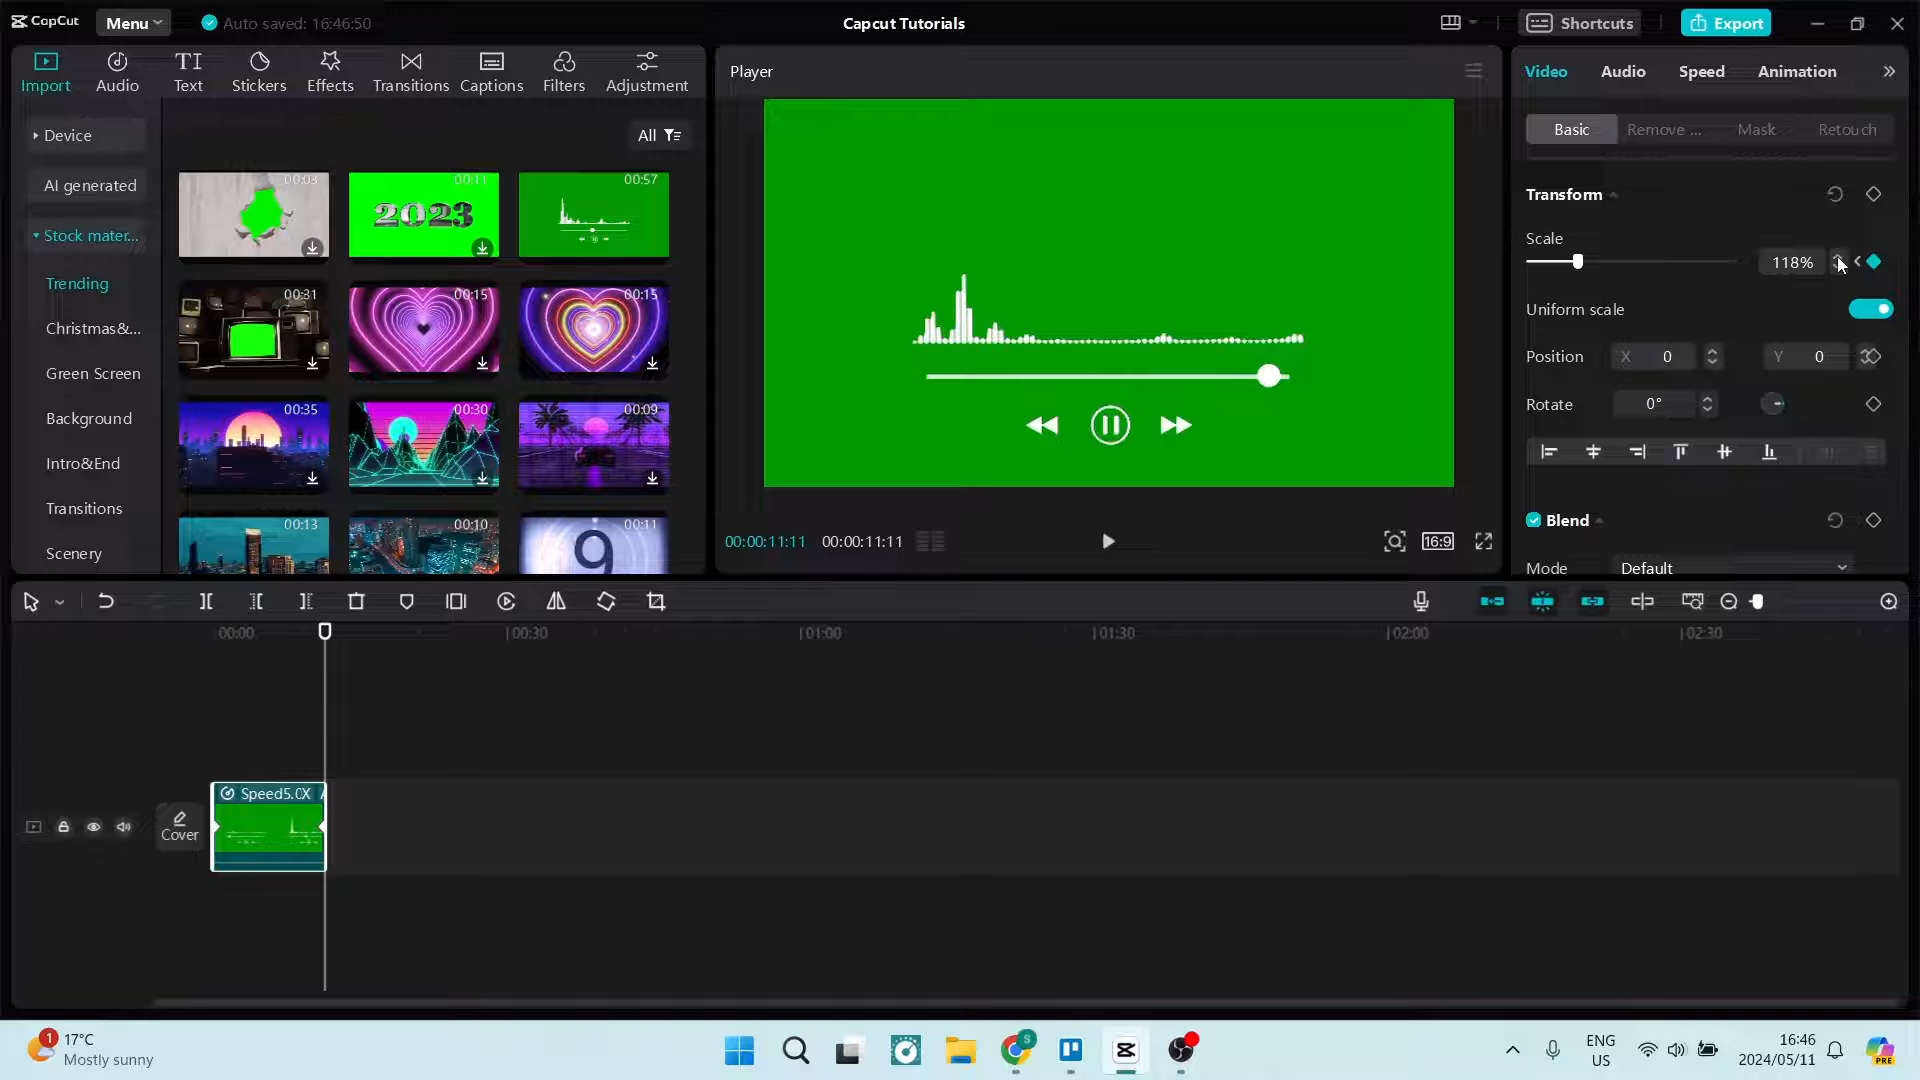 CapCut
Menu
Auto saved: 16:46:50
Capcut Tutorials
Shortcuts
Export
Import
Audio
TI
Text
Stickers
Effects
Transitions
Captions
Filters
Adjustment
Device
AI generated
Stock mater...
Trending
Christmas&...
Green Screen
Background
Intro&End
Transitions
Scenery
All
00:03
00:11
00:57
2023
00:31
00:15
00:15
00:35
00:30
00:09
00:13
00:10
00:11
9
Player
00:00:11:11
00:00:11:11
16:9
Video
Audio
Speed
Animation
Basic
Remove ...
Mask
Retouch
Transform
Scale
118%
Uniform scale
Position
X 0
Y 0
Rotate
0°
Blend
Mode
Default
00:00
00:30
01:00
01:30
02:00
02:30
Cover
Speed5.0X
1
17°C
Mostly sunny
S
ENG
US
16:46
2024/05/11
PRE